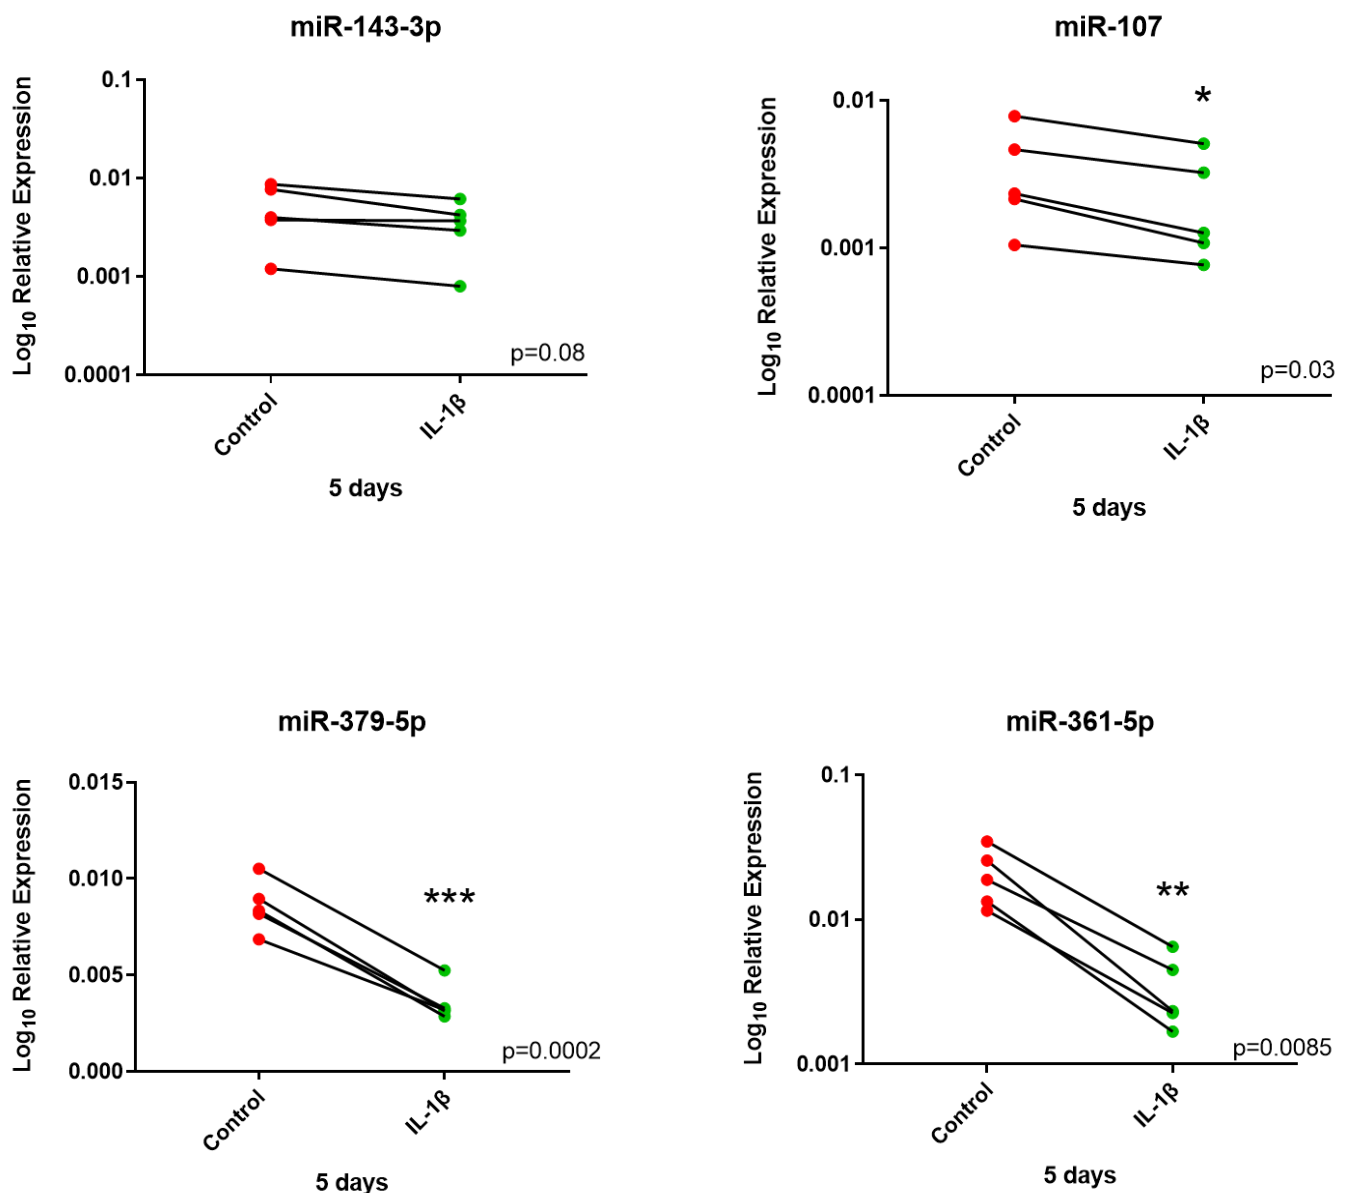 miR-143-3p
Log10 Relative Expression
0.1
0.01
0.001
0.0001
p=0.08
Control
IL-1β
5 days
miR-107
Log10 Relative Expression
0.01
0.001
0.0001
*
p=0.03
Control
IL-1β
5 days
miR-379-5p
Log10 Relative Expression
0.015
0.010
0.005
0.000
***
p=0.0002
Control
IL-1β
5 days
miR-361-5p
Log10 Relative Expression
0.1
0.01
0.001
**
p=0.0085
Control
IL-1β
5 days